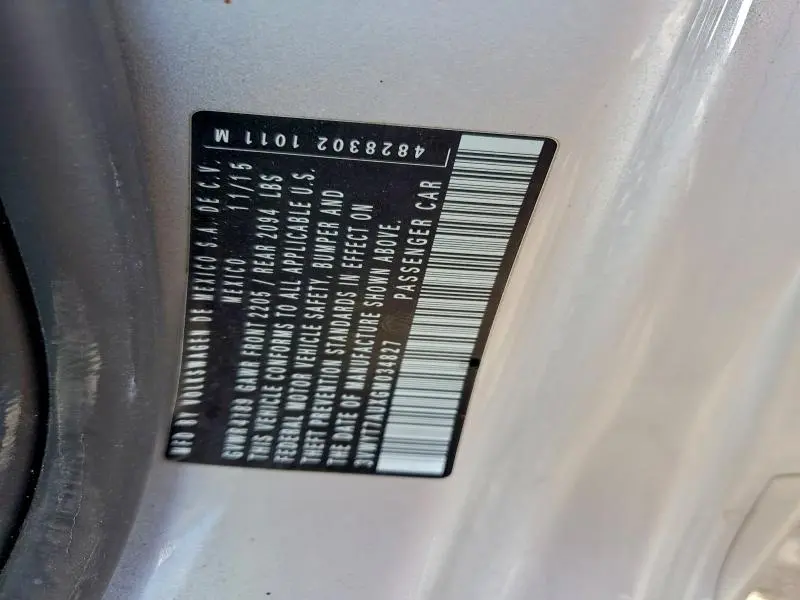 MFD BY VOLKSWAGEN DE MEXICO S.A. DE C.V.
MEXICO 11/15
GVWR 4189 GAWR FRONT 2205 / REAR 2094 LBS
THIS VEHICLE CONFORMS TO ALL APPLICABLE U.S.
FEDERAL MOTOR VEHICLE SAFETY, BUMPER AND
THEFT PREVENTION STANDARDS IN EFFECT ON
THE DATE OF MANUFACTURE SHOWN ABOVE.
3VWYT7AUXGM034827 PASSENGER CAR
4828302 1011 M